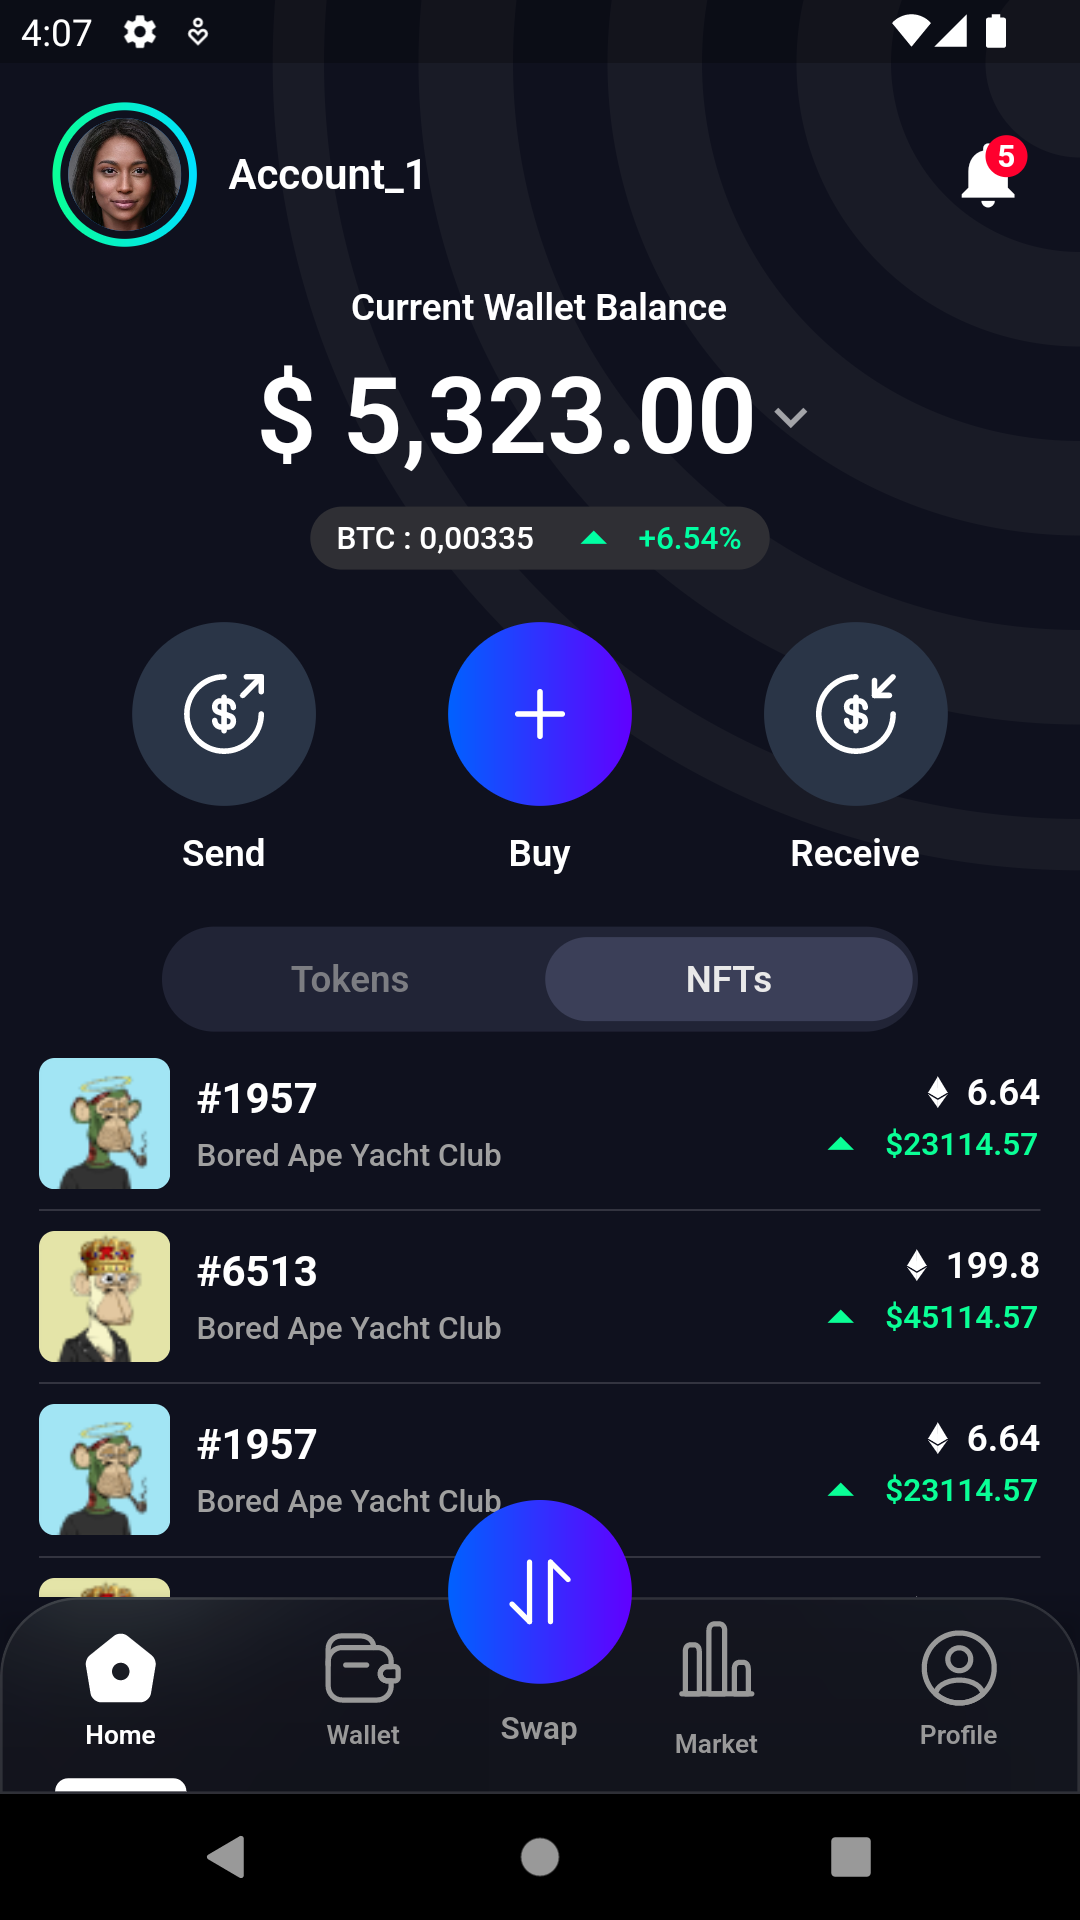 4:07
Account_1
5
Current Wallet Balance
$ 5,323.00
BTC : 0,00335 +6.54%
Send Buy Receive
Tokens NFTs
#1957 6.64
Bored Ape Yacht Club $23114.57
#6513 199.8
Bored Ape Yacht Club $45114.57
#1957 6.64
Bored Ape Yacht Club $23114.57
Home Wallet Swap Market Profile